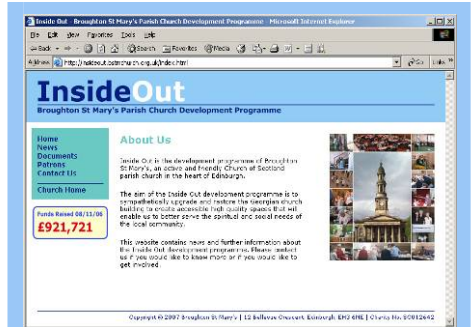 Inside Out - Broughton St Mary's Parish Church Development Programme - Microsoft Internet Explorer
File Edit View Favorites Tools Help
Back Search Favorites Media
Address http://insideout.bstmchurch.org.uk/index.html Go Links
InsideOut
Broughton St Mary's Parish Church Development Programme
Home
News
Documents
Patrons
Contact Us
Church Home
Funds Raised 08/11/06
£921,721
About Us
Inside Out is the development programme of Broughton
St Mary's, an active and friendly Church of Scotland
parish church in the heart of Edinburgh.
The aim of the Inside Out development programme is to
sympathetically upgrade and restore the Georgian church
building to create accessible high quality spaces that will
enable us to better serve the spiritual and social needs of
the local community.
This website contains news and further information about
the Inside Out development programme. Please contact
us if you would like to know more or if you would like to
get involved.
Copyright © 2007 Broughton St Mary's | 12 Bellevue Crescent Edinburgh EH3 6NE | Charity No. SC012642